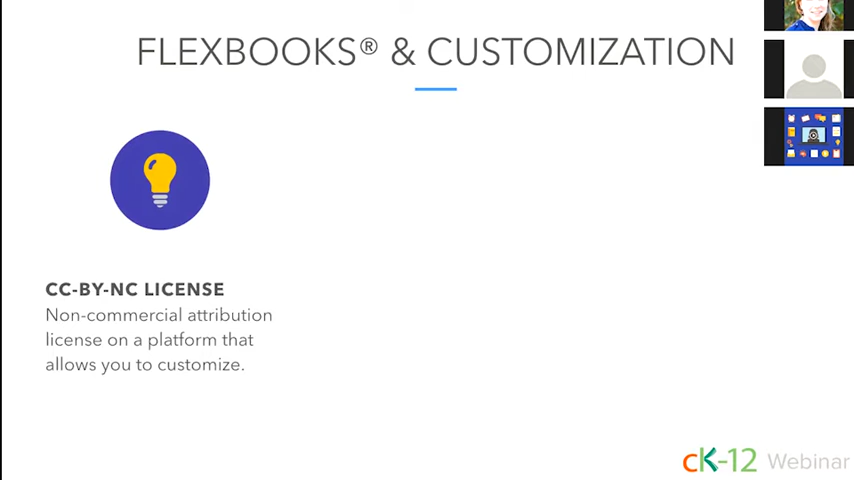 FLEXBOOKS® & CUSTOMIZATION
CC-BY-NC LICENSE
Non-commercial attribution
license on a platform that
allows you to customize.
cK-12 Webinar